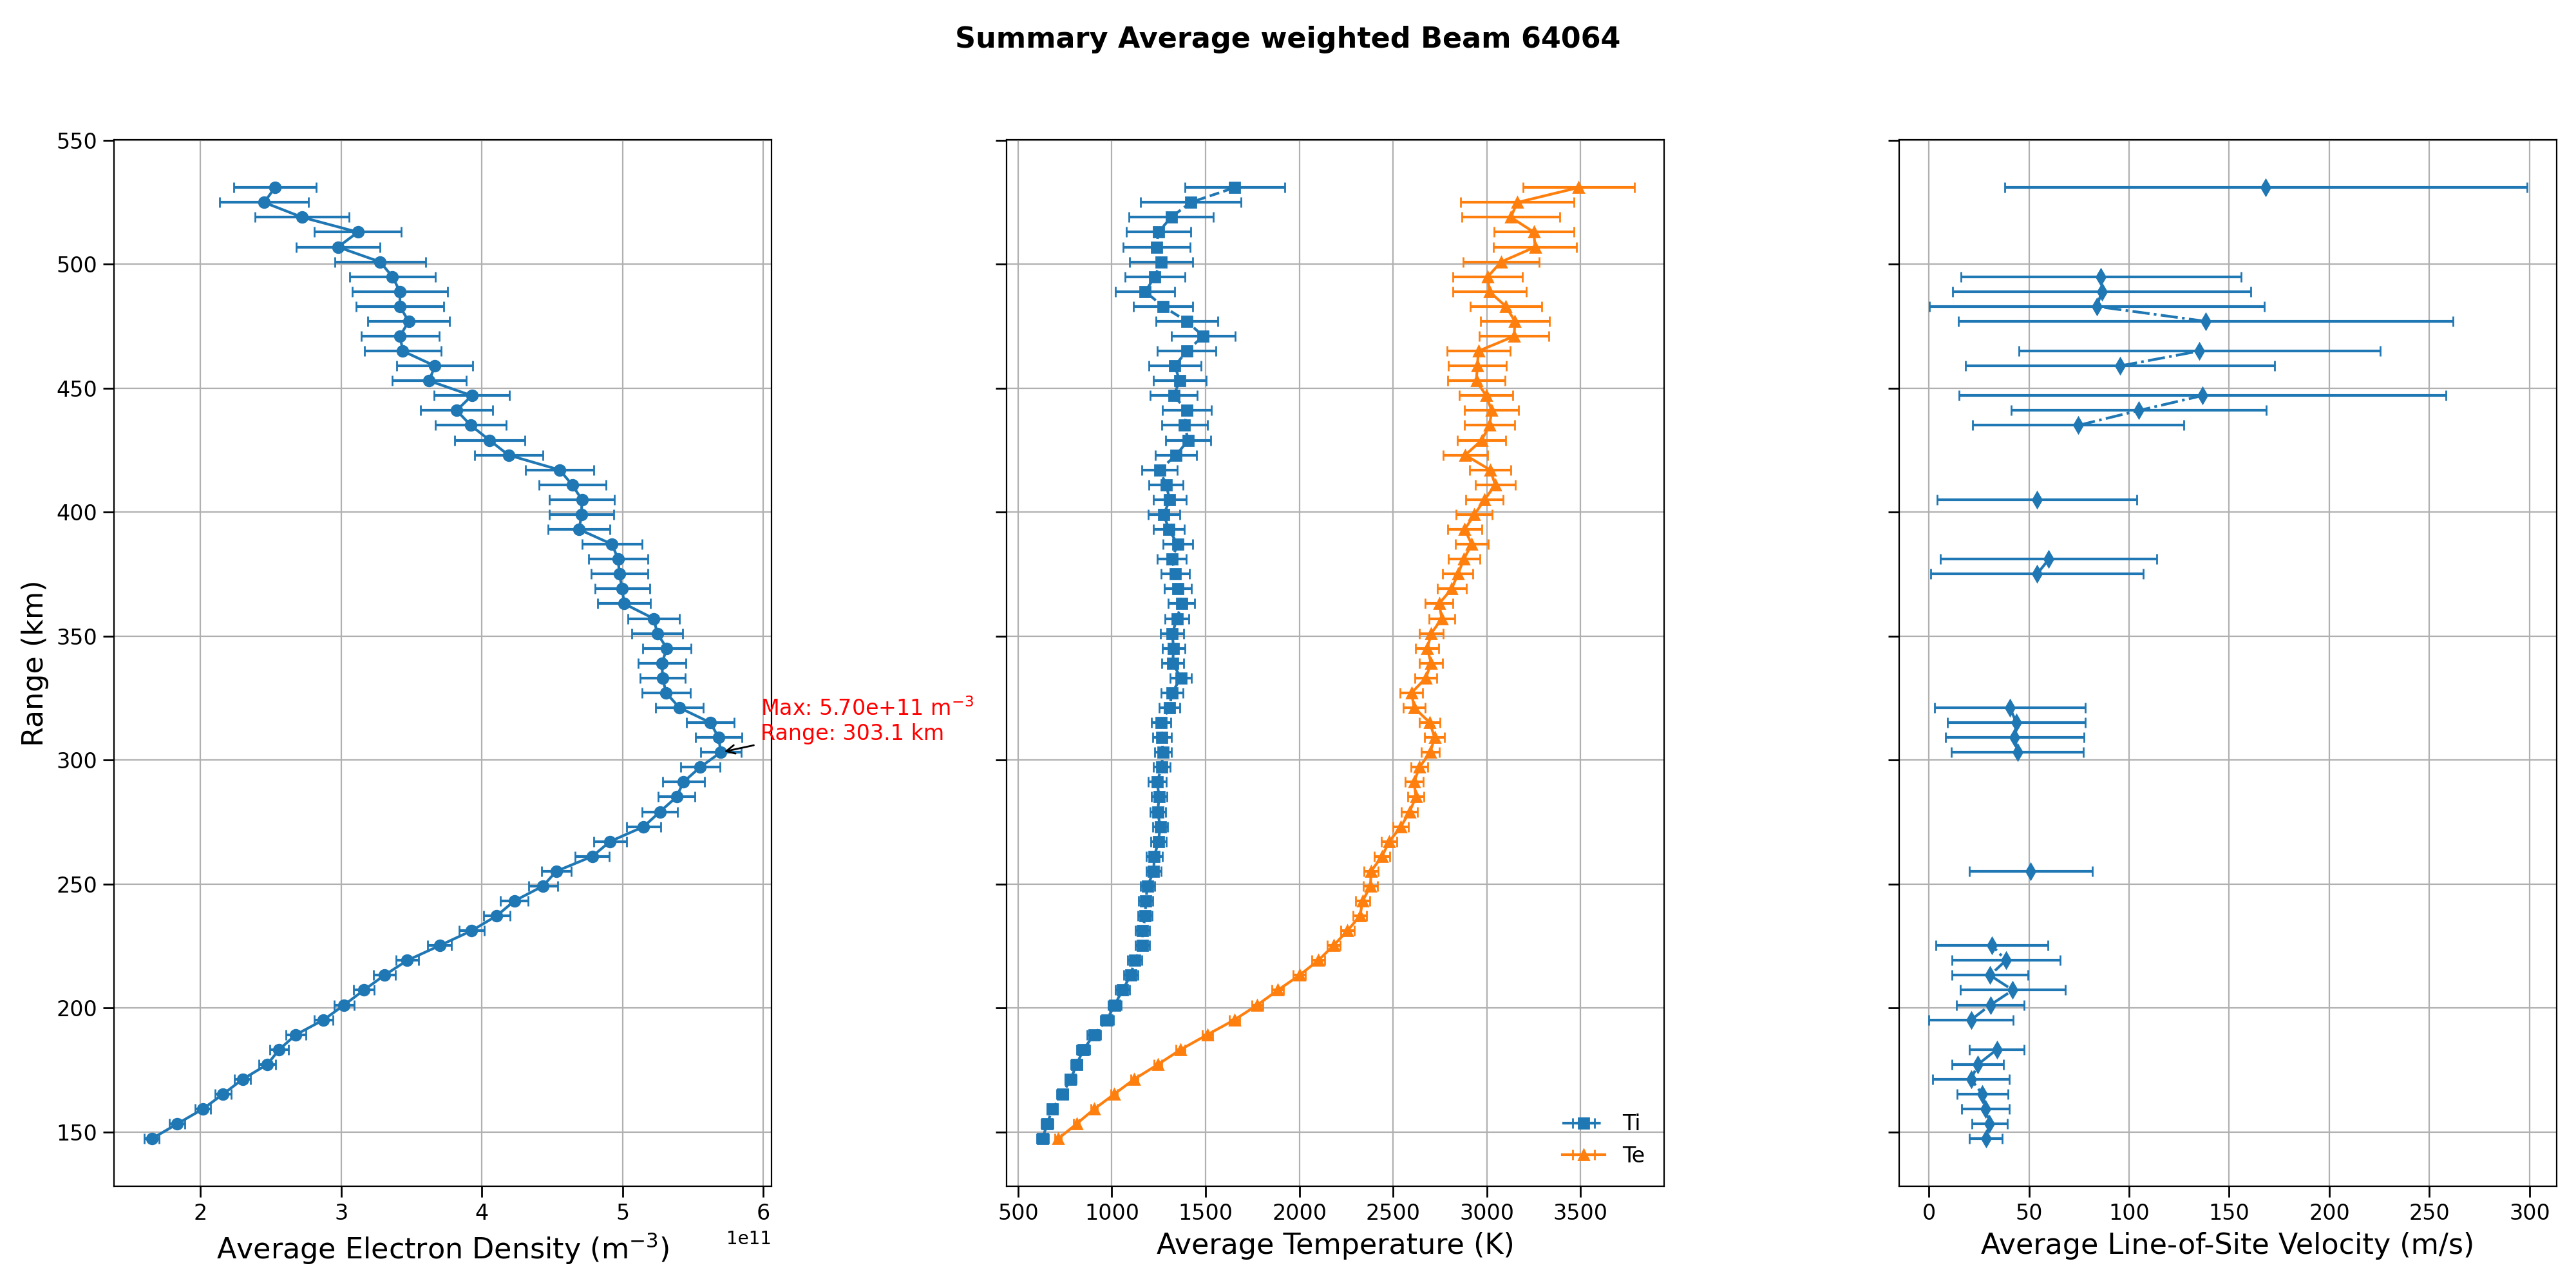 Summary Average weighted Beam 64064
Range (km)
550
500
450
400
350
300
250
200
150
Max: 5.70e+11 m⁻³
Range: 303.1 km
2 3 4 5 6
1e11
Average Electron Density (m⁻³)
Ti
Te
500 1000 1500 2000 2500 3000 3500
Average Temperature (K)
0 50 100 150 200 250 300
Average Line-of-Site Velocity (m/s)